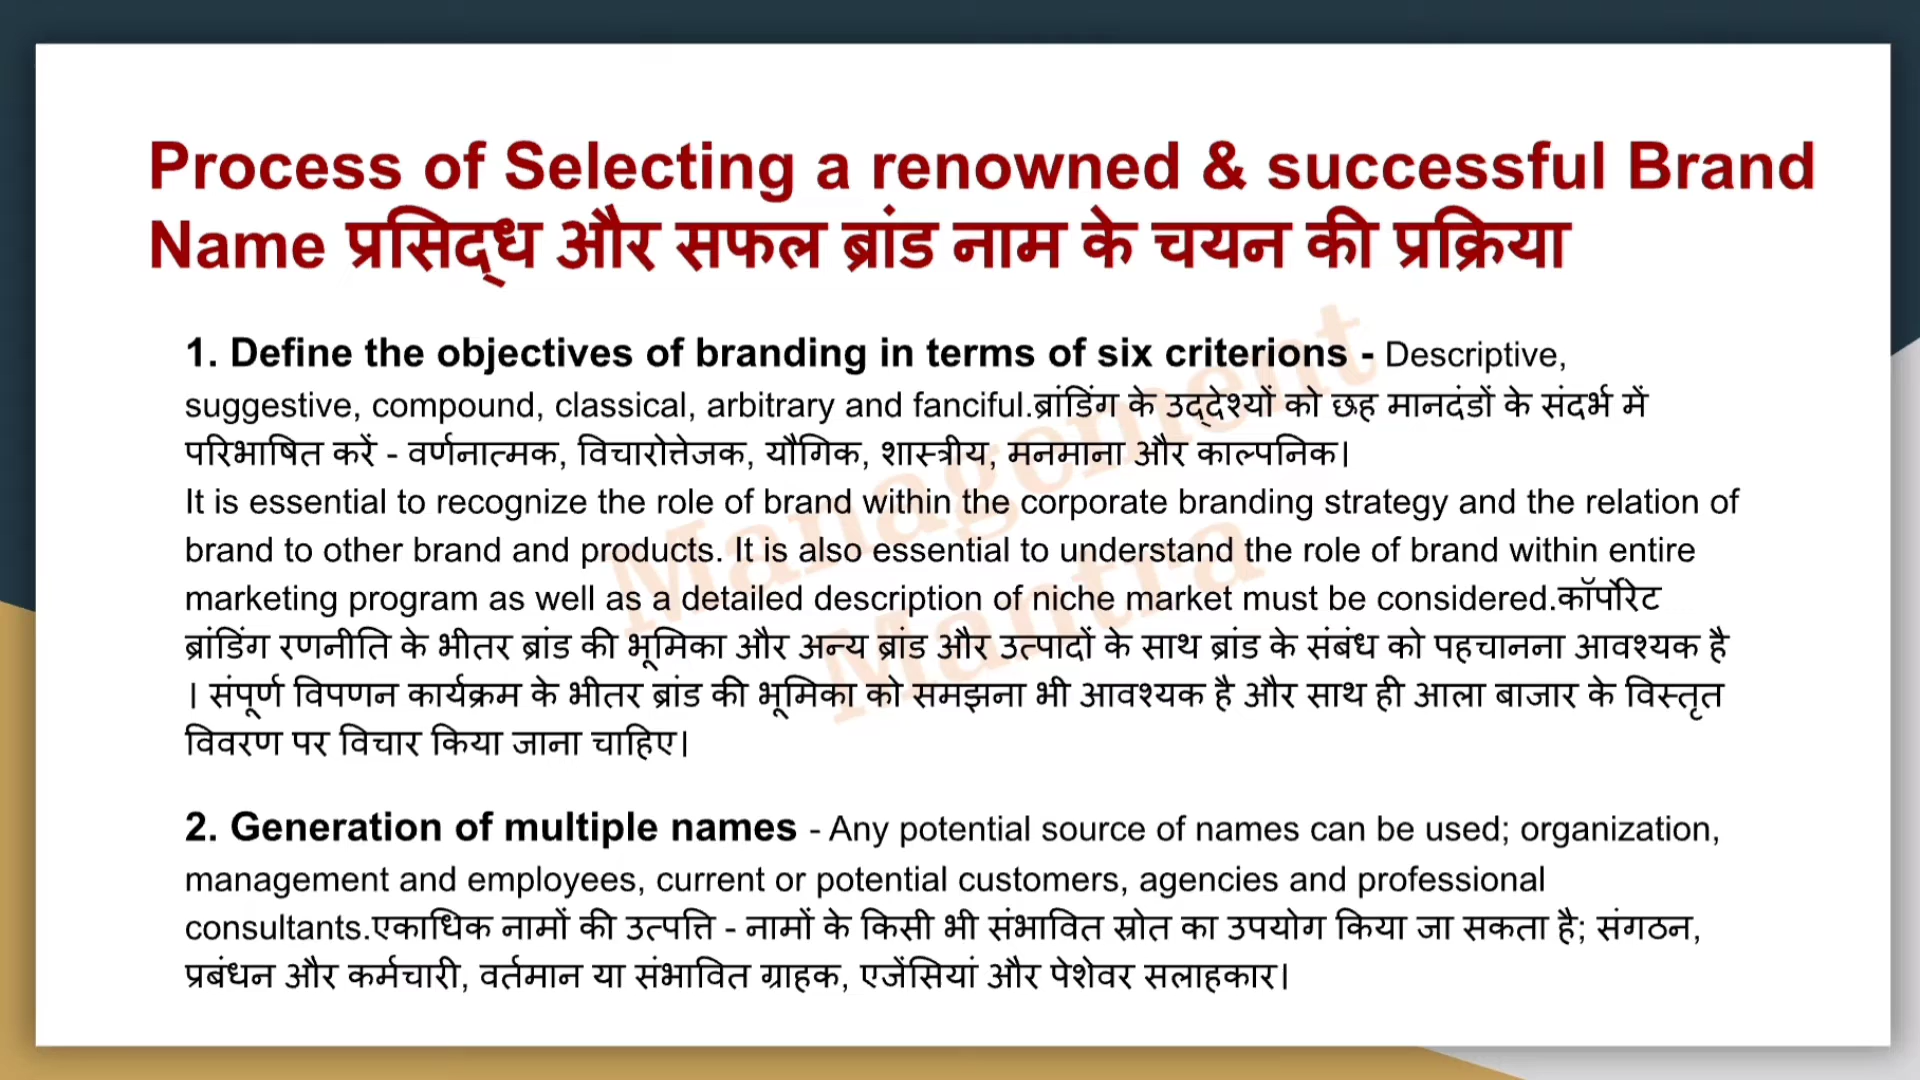 Process of Selecting a renowned & successful Brand
Name प्रसिद्ध और सफल ब्रांड नाम के चयन की प्रक्रिया
1. Define the objectives of branding in terms of six criterions - Descriptive,
suggestive, compound, classical, arbitrary and fanciful.ब्रांडिंग के उद्देश्यों को छह मानदंडों के संदर्भ में
परिभाषित करें - वर्णनात्मक, विचारोत्तेजक, यौगिक, शास्त्रीय, मनमाना और काल्पनिक।
It is essential to recognize the role of brand within the corporate branding strategy and the relation of
brand to other brand and products. It is also essential to understand the role of brand within entire
marketing program as well as a detailed description of niche market must be considered.कॉर्पोरेट
ब्रांडिंग रणनीति के भीतर ब्रांड की भूमिका और अन्य ब्रांड और उत्पादों के साथ ब्रांड के संबंध को पहचानना आवश्यक है
। संपूर्ण विपणन कार्यक्रम के भीतर ब्रांड की भूमिका को समझना भी आवश्यक है और साथ ही आला बाजार के विस्तृत
विवरण पर विचार किया जाना चाहिए।
2. Generation of multiple names - Any potential source of names can be used; organization,
management and employees, current or potential customers, agencies and professional
consultants.एकाधिक नामों की उत्पत्ति - नामों के किसी भी संभावित स्रोत का उपयोग किया जा सकता है; संगठन,
प्रबंधन और कर्मचारी, वर्तमान या संभावित ग्राहक, एजेंसियां और पेशेवर सलाहकार।
Management
Mantra